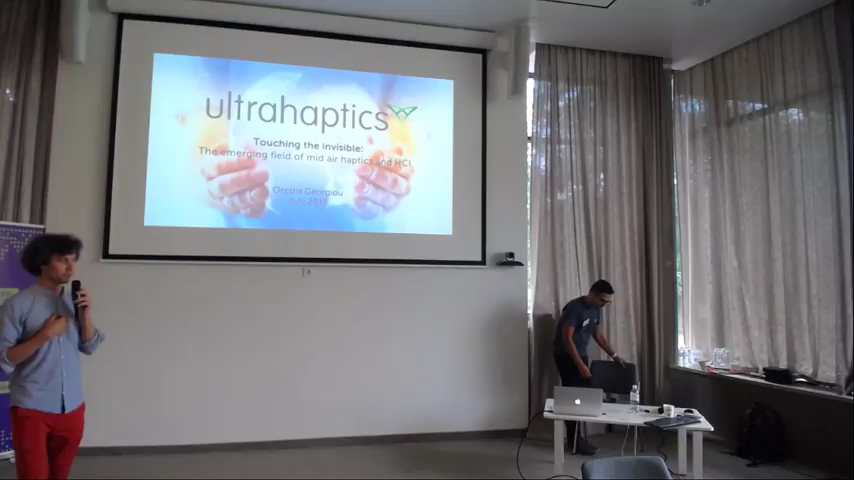 ultrahaptics
Touching the invisible:
The emerging field of mid air haptics and HCI
Orestis Georgiou
July 2018